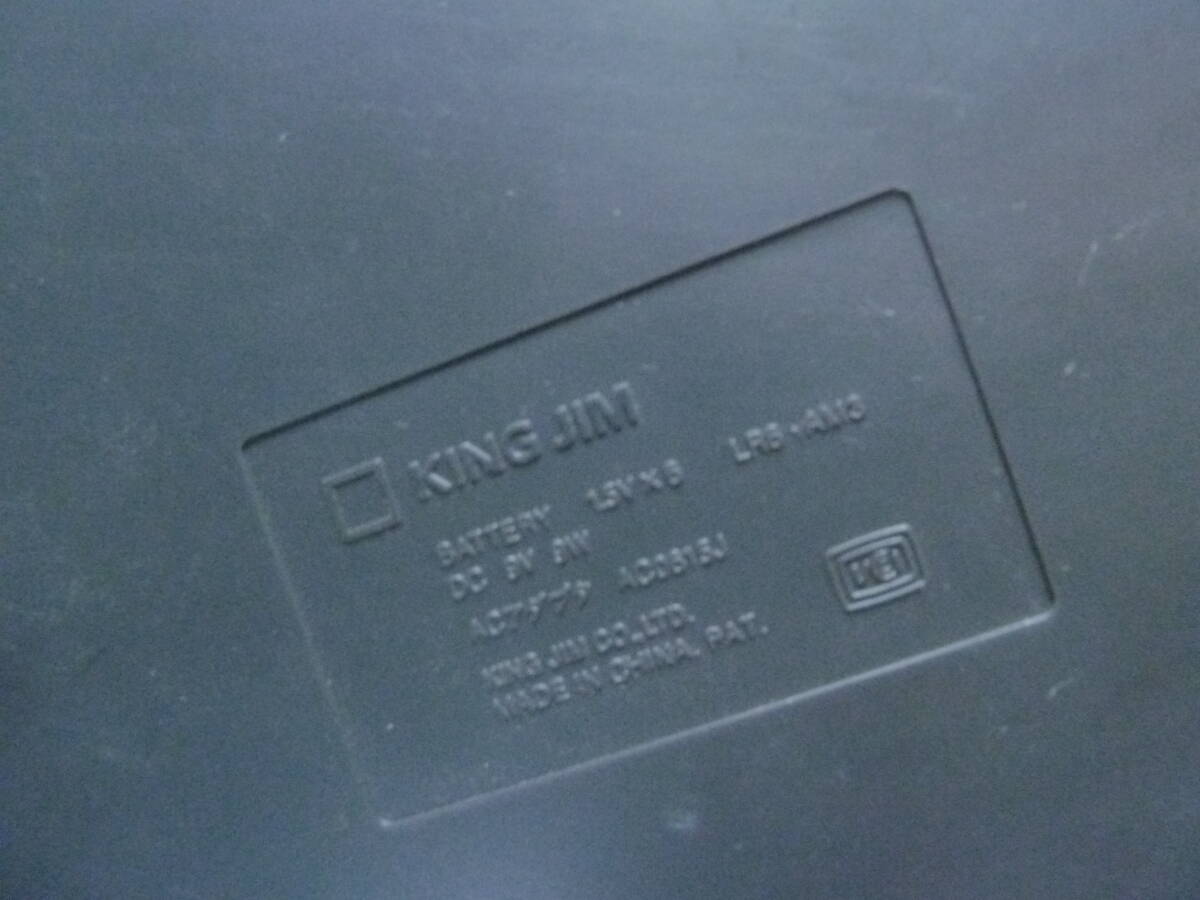 KING JIM
BATTERY 1.5V × 6 LR6・AM3
DC 9V 9W
ACアダプタ AC0815J
KING JIM CO.,LTD.
MADE IN CHINA, PAT.